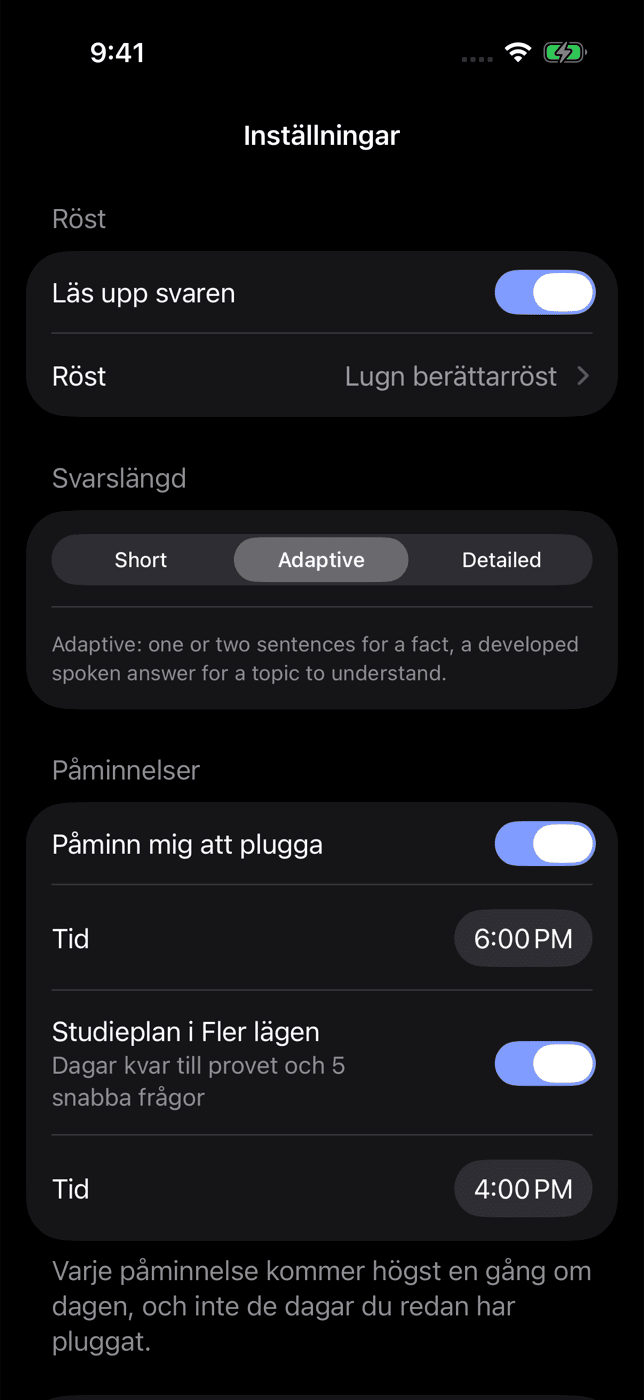 9:41
Inställningar
Röst
Läs upp svaren
Röst
Lugn berättarröst
Svarslängd
Short
Adaptive
Detailed
Adaptive: one or two sentences for a fact, a developed
spoken answer for a topic to understand.
Påminnelser
Påminn mig att plugga
Tid
6:00 PM
Studieplan i Fler lägen
Dagar kvar till provet och 5
snabba frågor
Tid
4:00 PM
Varje påminnelse kommer högst en gång om
dagen, och inte de dagar du redan har
pluggat.